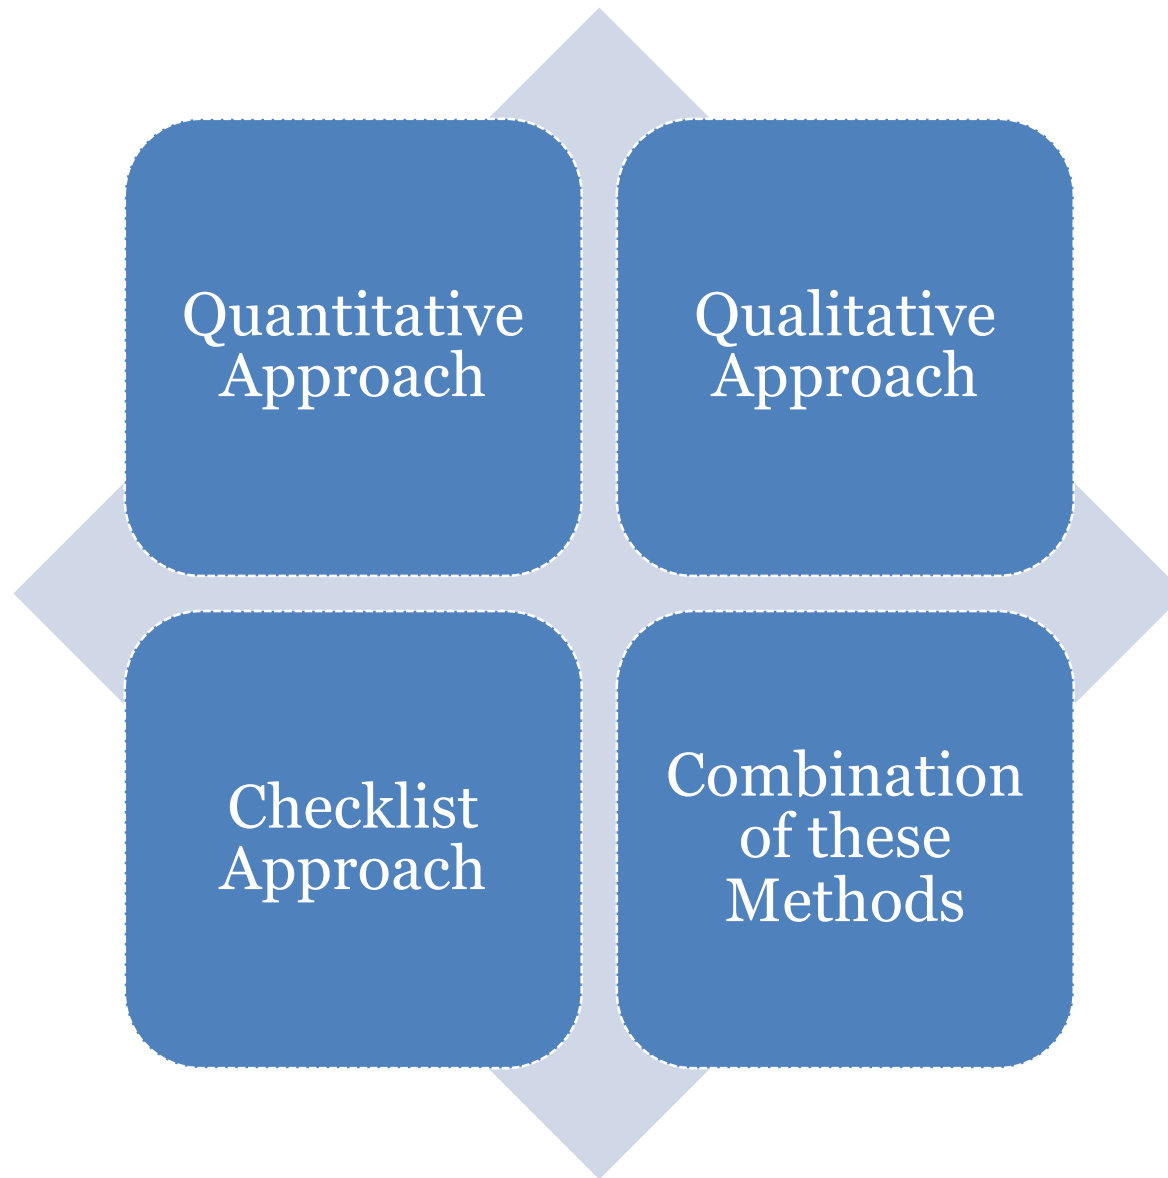 Quantitative
Approach
Qualitative
Approach
Checklist
Approach
Combination
of these
Methods